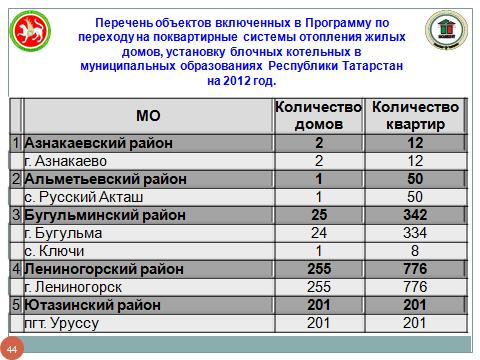 Перечень объектов включенных в Программу по
переходу на поквартирные системы отопления жилых
домов, установку блочных котельных в
муниципальных образованиях Республики Татарстан
на 2012 год.
МО Количество домов Количество квартир
1 Азнакаевский район 2 12
г. Азнакаево 2 12
2 Альметьевский район 1 50
с. Русский Акташ 1 50
3 Бугульминский район 25 342
г. Бугульма 24 334
с. Ключи 1 8
4 Лениногорский район 255 776
г. Лениногорск 255 776
5 Ютазинский район 201 201
пгт. Уруссу 201 201
44